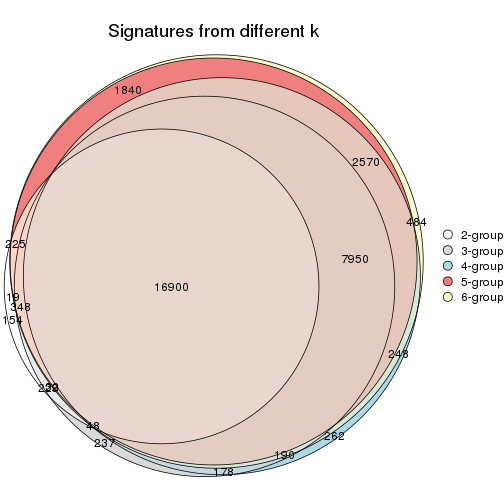 Signatures from different k
1840
2570
484
2-group
3-group
4-group
5-group
6-group
225
7950
16900
19
348
154
248
48
262
237
190
178